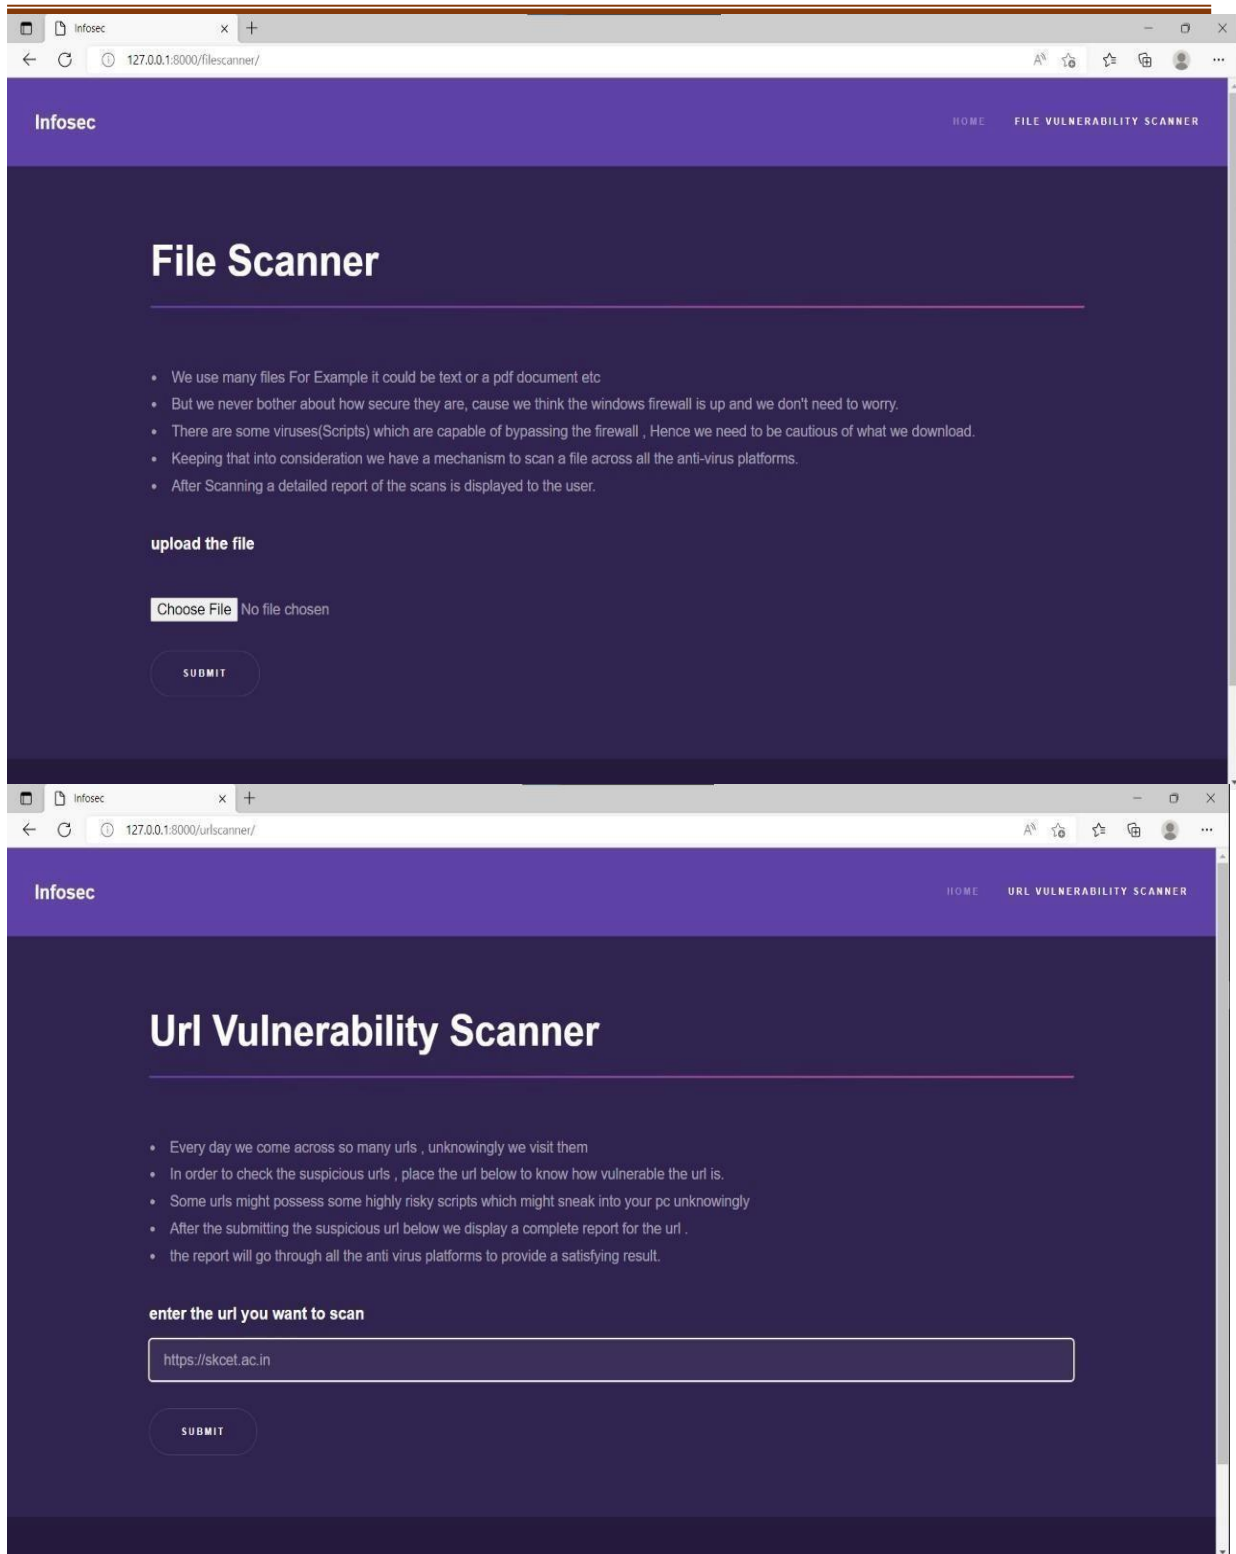 Infosec
127.0.0.1:8000/filescanner/
Infosec
HOME FILE VULNERABILITY SCANNER
File Scanner
We use many files For Example it could be text or a pdf document etc
But we never bother about how secure they are, cause we think the windows firewall is up and we don't need to worry.
There are some viruses(Scripts) which are capable of bypassing the firewall , Hence we need to be cautious of what we download.
Keeping that into consideration we have a mechanism to scan a file across all the anti-virus platforms.
After Scanning a detailed report of the scans is displayed to the user.
upload the file
Choose File No file chosen
SUBMIT
Infosec
127.0.0.1:8000/urlscanner/
Infosec
HOME URL VULNERABILITY SCANNER
Url Vulnerability Scanner
Every day we come across so many urls , unknowingly we visit them
In order to check the suspicious urls , place the url below to know how vulnerable the url is.
Some urls might possess some highly risky scripts which might sneak into your pc unknowingly
After the submitting the suspicious url below we display a complete report for the url .
the report will go through all the anti virus platforms to provide a satisfying result.
enter the url you want to scan
https://skcet.ac.in
SUBMIT